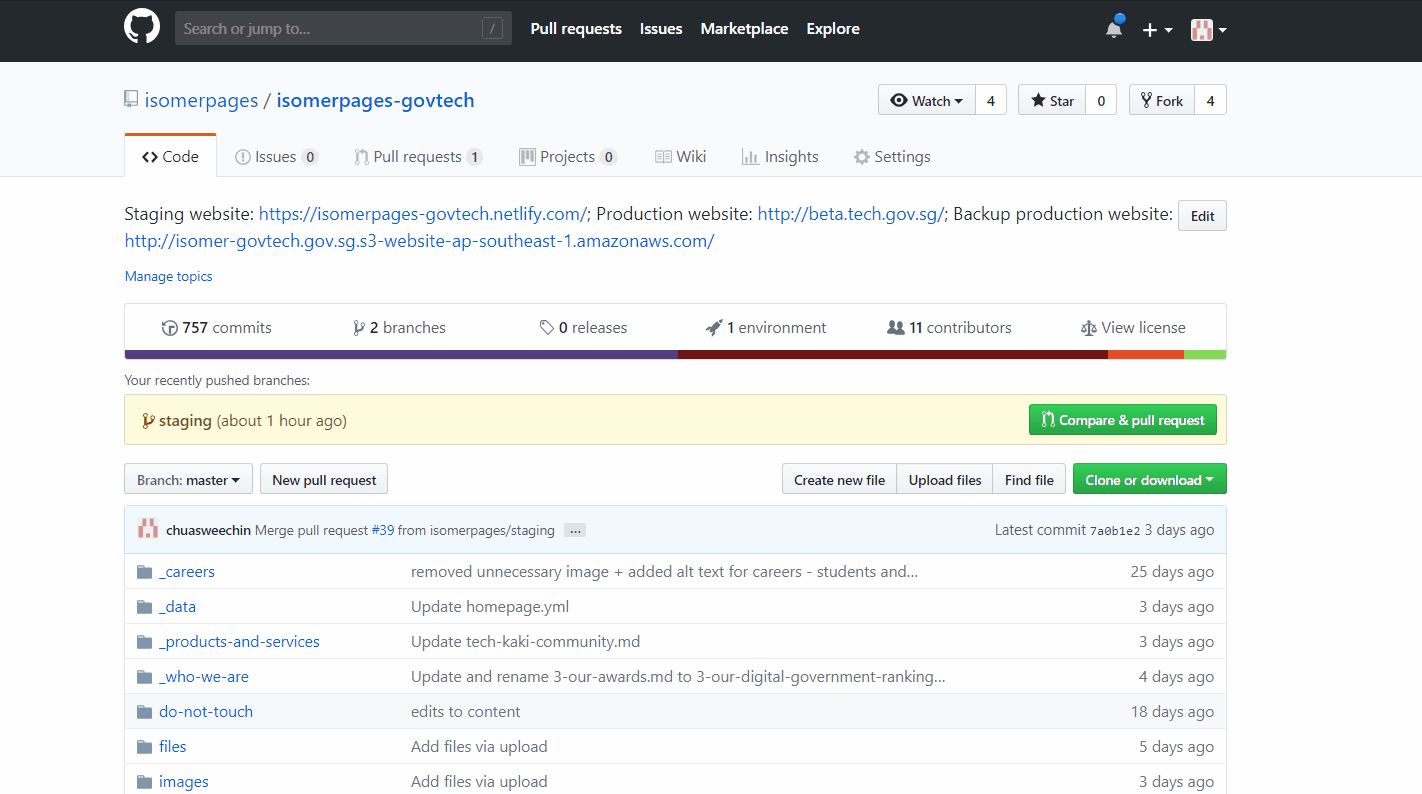 Search or jump to... / Pull requests Issues Marketplace Explore
isomerpages / isomerpages-govtech Watch 4 Star 0 Fork 4
Code Issues 0 Pull requests 1 Projects 0 Wiki Insights Settings
Staging website: https://isomerpages-govtech.netlify.com/; Production website: http://beta.tech.gov.sg/; Backup production website: Edit
http://isomer-govtech.gov.sg.s3-website-ap-southeast-1.amazonaws.com/
Manage topics
757 commits 2 branches 0 releases 1 environment 11 contributors View license
Your recently pushed branches:
staging (about 1 hour ago) Compare & pull request
Branch: master New pull request Create new file Upload files Find file Clone or download
chuasweechin Merge pull request #39 from isomerpages/staging ... Latest commit 7a0b1e2 3 days ago
_careers removed unnecessary image + added alt text for careers - students and... 25 days ago
_data Update homepage.yml 3 days ago
_products-and-services Update tech-kaki-community.md 3 days ago
_who-we-are Update and rename 3-our-awards.md to 3-our-digital-government-ranking... 4 days ago
do-not-touch edits to content 18 days ago
files Add files via upload 5 days ago
images Add files via upload 3 days ago